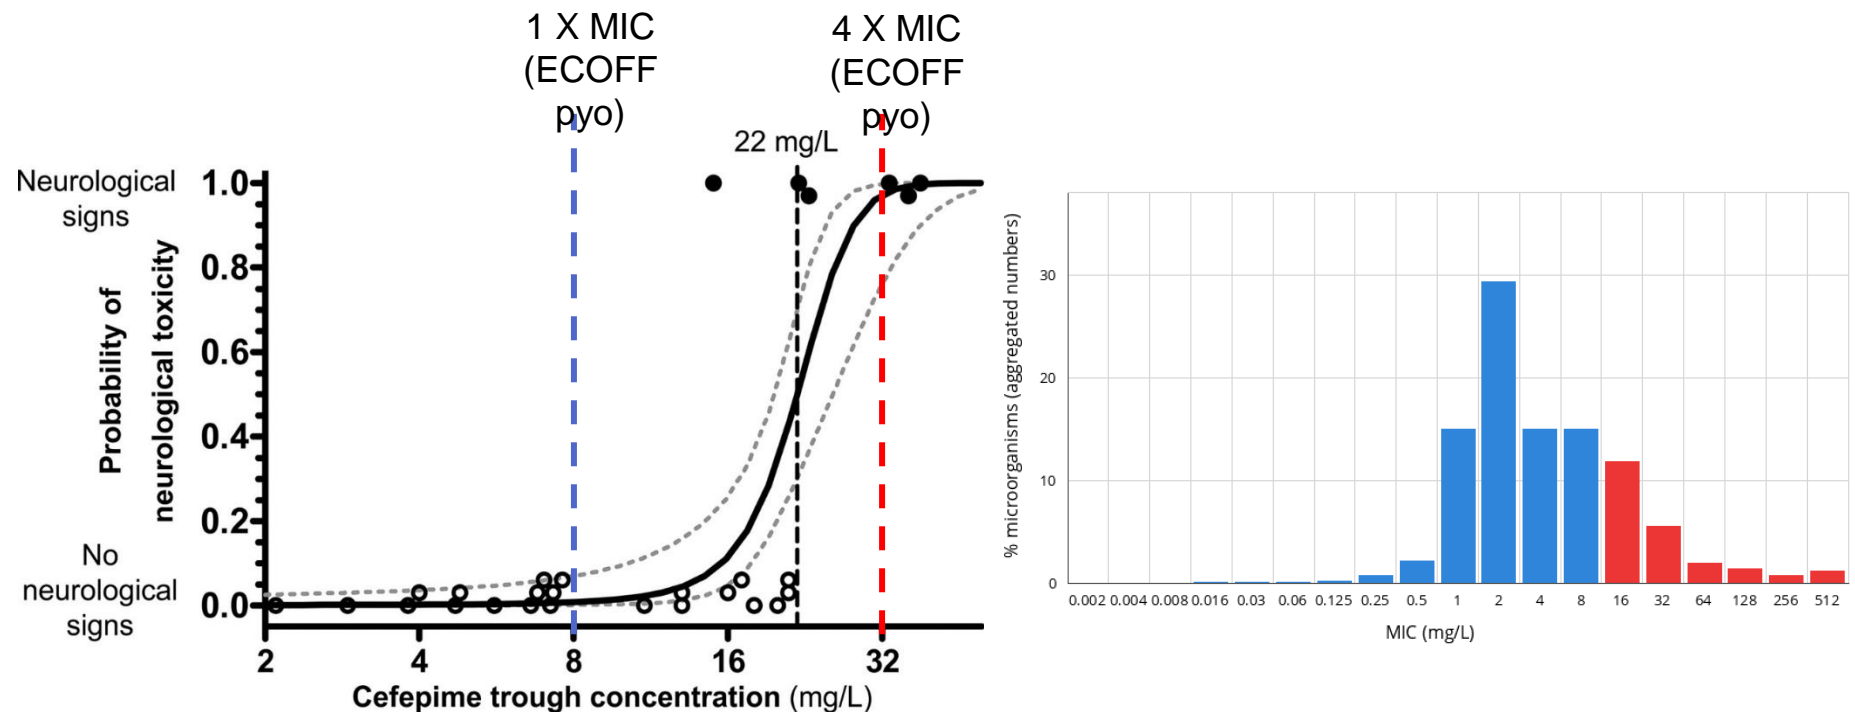 1 X MIC
(ECOFF
pyo)
4 X MIC
(ECOFF
pyo)
22 mg/L
Neurological
signs
No
neurological
signs
Probability of
neurological toxicity
1.0
0.8
0.6
0.4
0.2
0.0
2 4 8 16 32
Cefepime trough concentration (mg/L)
% microorganisms (aggregated numbers)
30
20
10
0
0.002 0.004 0.008 0.016 0.03 0.06 0.125 0.25 0.5 1 2 4 8 16 32 64 128 256 512
MIC (mg/L)